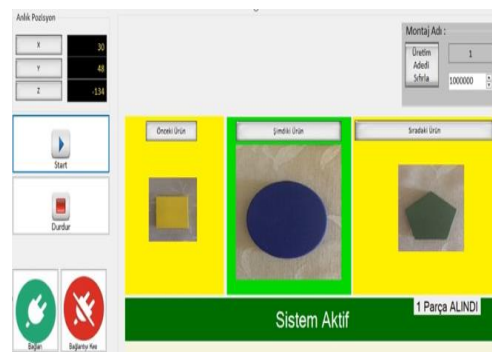 Anlık Pozisyon
X 30
Y 48
Z -134
Montaj Adı :
Üretim
Adedi
Sıfırla
1
1000000
Start
Durdur
Önceki Ürün
Şimdiki Ürün
Sıradaki Ürün
Bağlan
Bağlantıyı Kes
Sistem Aktif
1 Parça ALINDI